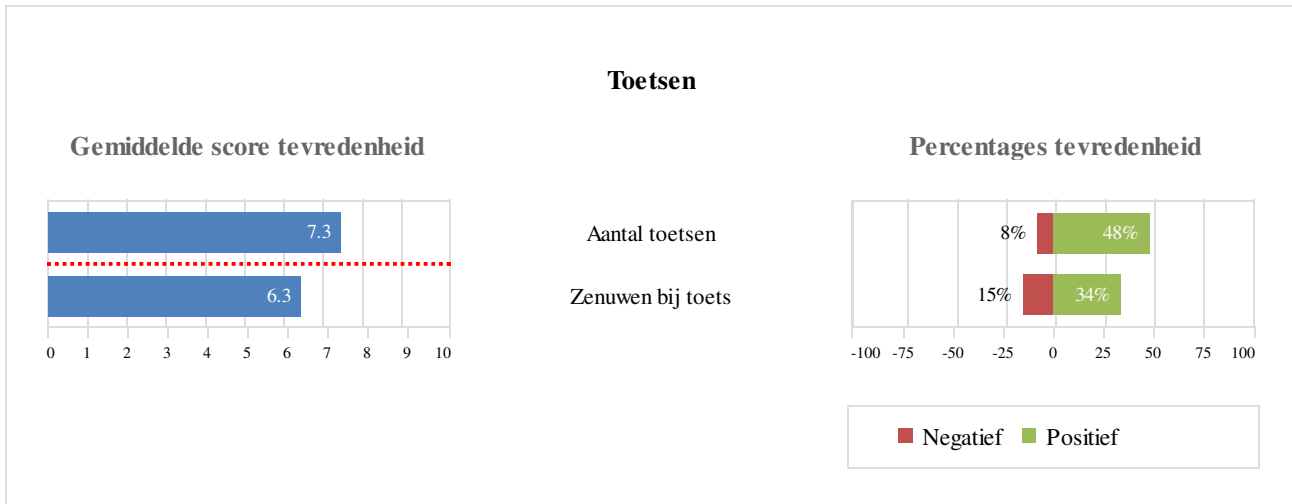 Toetsen
Gemiddelde score tevredenheid
Percentages tevredenheid
7.3
Aantal toetsen
8%
48%
6.3
Zenuwen bij toets
15%
34%
0 1 2 3 4 5 6 7 8 9 10
-100 -75 -50 -25 0 25 50 75 100
Negatief Positief